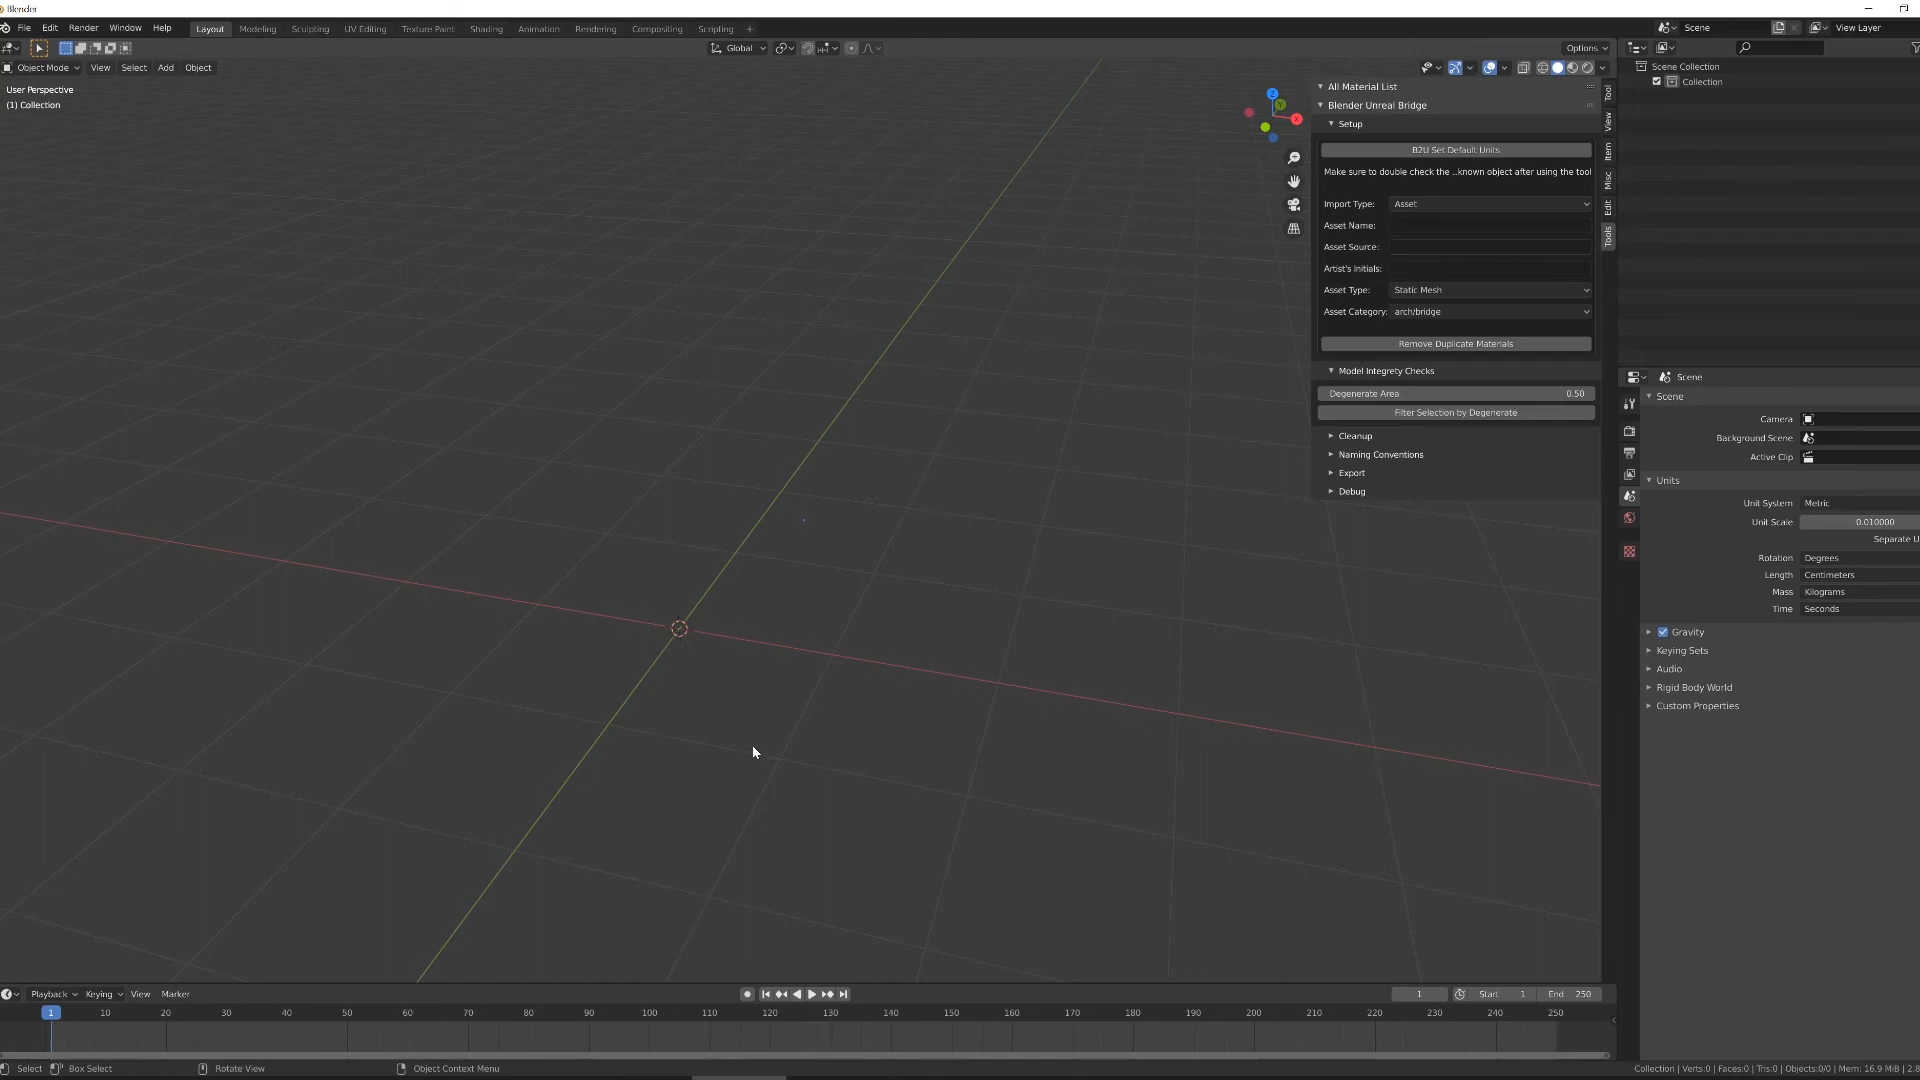 Blender
File Edit Render Window Help Layout Modeling Sculpting UV Editing Texture Paint Shading Animation Rendering Compositing Scripting +
Scene
View Layer
Global
Options
Object Mode View Select Add Object
User Perspective
(1) Collection
Z
Y
X
All Material List
Blender Unreal Bridge
Setup
B2U Set Default Units
Make sure to double check the ...known object after using the tool
Import Type: Asset
Asset Name:
Asset Source:
Artist's Initials:
Asset Type: Static Mesh
Asset Category: arch/bridge
Remove Duplicate Materials
Model Integrety Checks
Degenerate Area 0.50
Filter Selection by Degenerate
Cleanup
Naming Conventions
Export
Debug
Tool
View
Item
Misc
Edit
Tools
Scene Collection
Collection
Scene
Scene
Camera
Background Scene
Active Clip
Units
Unit System Metric
Unit Scale 0.010000
Separate U
Rotation Degrees
Length Centimeters
Mass Kilograms
Time Seconds
Gravity
Keying Sets
Audio
Rigid Body World
Custom Properties
Playback Keying View Marker
1 Start 1 End 250
1 10 20 30 40 50 60 70 80 90 100 110 120 130 140 150 160 170 180 190 200 210 220 230 240 250
Select Box Select Rotate View Object Context Menu
Collection | Verts:0 | Faces:0 | Tris:0 | Objects:0/0 | Mem: 16.9 MiB | 2.8